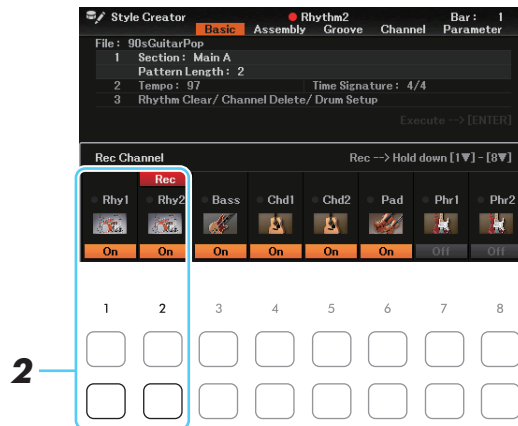 Style Creator Rhythm2 Bar: 1
Basic Assembly Groove Channel Parameter
File: 90sGuitarPop
1 Section: Main A
Pattern Length: 2
2 Tempo: 97 Time Signature: 4/4
3 Rhythm Clear/ Channel Delete/ Drum Setup
Execute --> [ENTER]
Rec Channel Rec --> Hold down [1▼] - [8▼]
Rec
Rhy1 Rhy2 Bass Chd1 Chd2 Pad Phr1 Phr2
On On On On On On Off Off
1 2 3 4 5 6 7 8
2